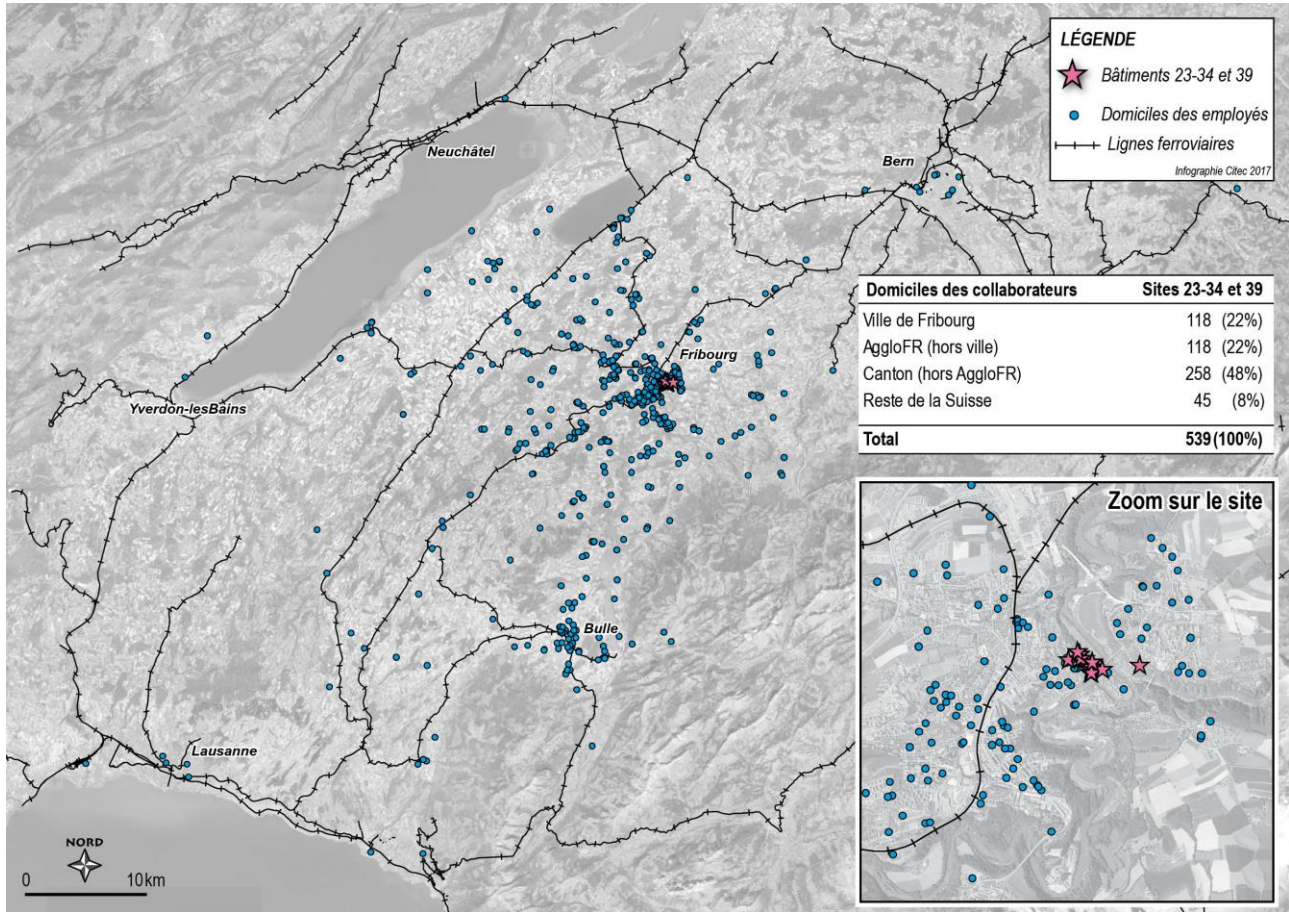 LÉGENDE
Bâtiments 23-34 et 39
Domiciles des employés
Lignes ferroviaires
Infographie Citec 2017
Neuchâtel
Bern
Fribourg
Yverdon-lesBains
Bulle
Lausanne
Domiciles des collaborateurs Sites 23-34 et 39
Ville de Fribourg 118 (22%)
AggloFR (hors ville) 118 (22%)
Canton (hors AggloFR) 258 (48%)
Reste de la Suisse 45 (8%)
Total 539(100%)
Zoom sur le site
NORD
0 10km